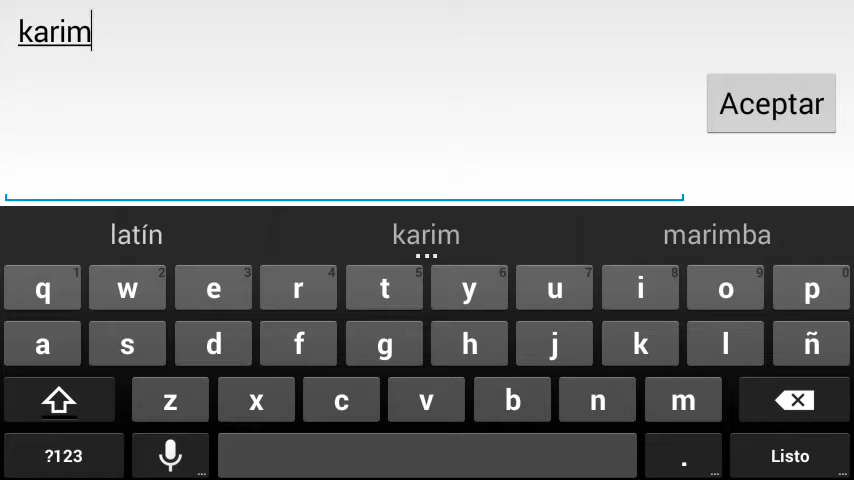 karim
Aceptar
latín karim marimba
q 1 w 2 e 3 r 4 t 5 y 6 u 7 i 8 o 9 p 0
a s d f g h j k l ñ
z x c v b n m
?123 . Listo